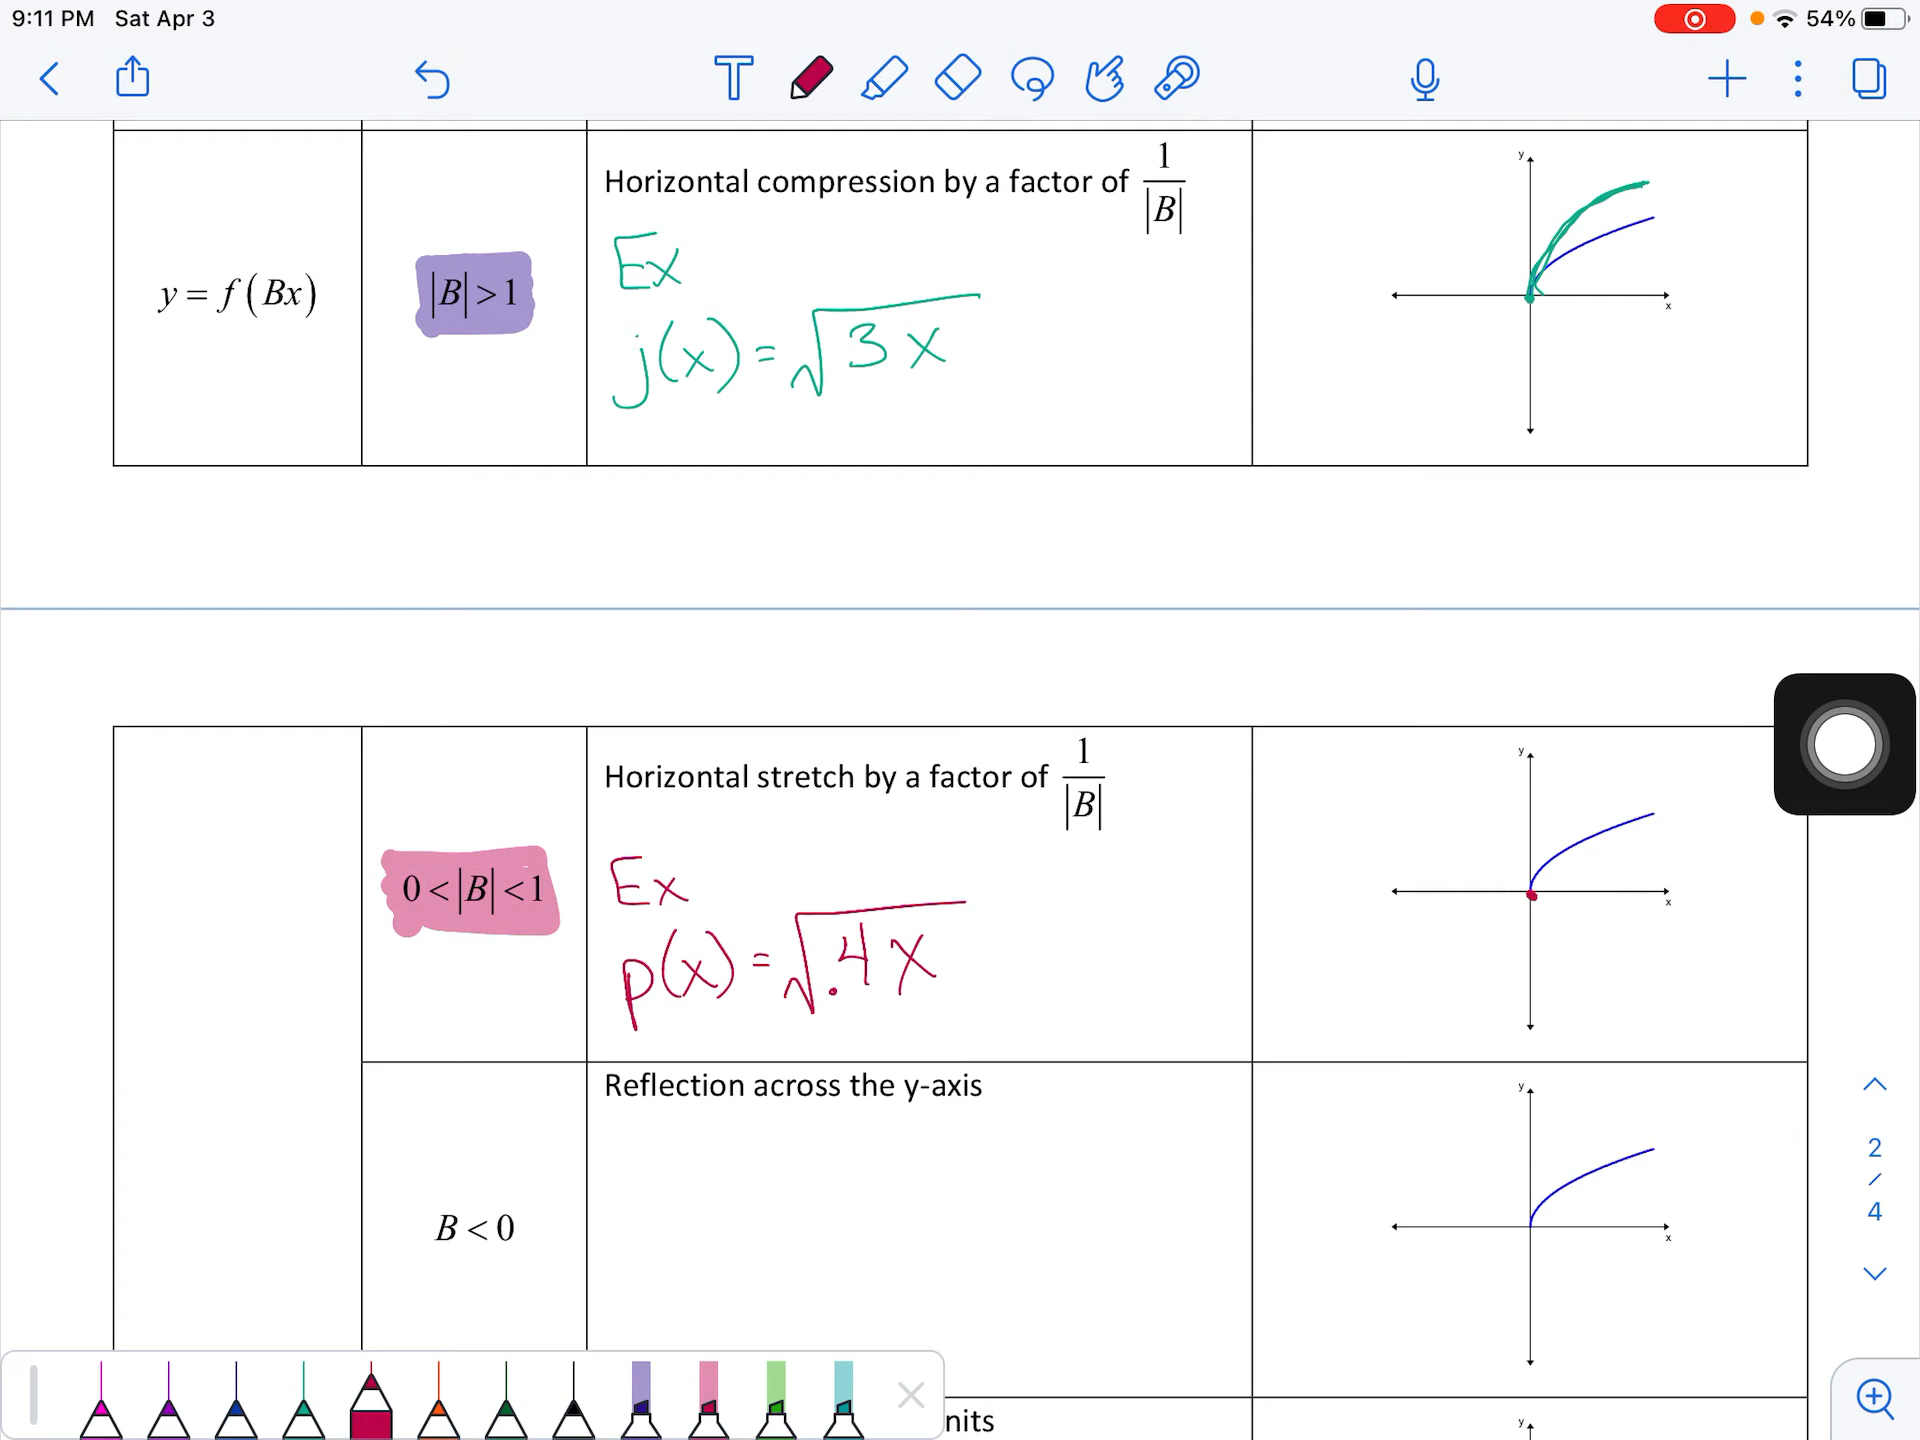 9:11 PM Sat Apr 3
54%
T
Horizontal compression by a factor of 1/|B|
y = f(Bx)
|B| > 1
Ex
j(x) = √3x
y
x
Horizontal stretch by a factor of 1/|B|
0 < |B| < 1
Ex
p(x) = √.4x
y
x
Reflection across the y-axis
B < 0
y
x
2
/
4
nits
y